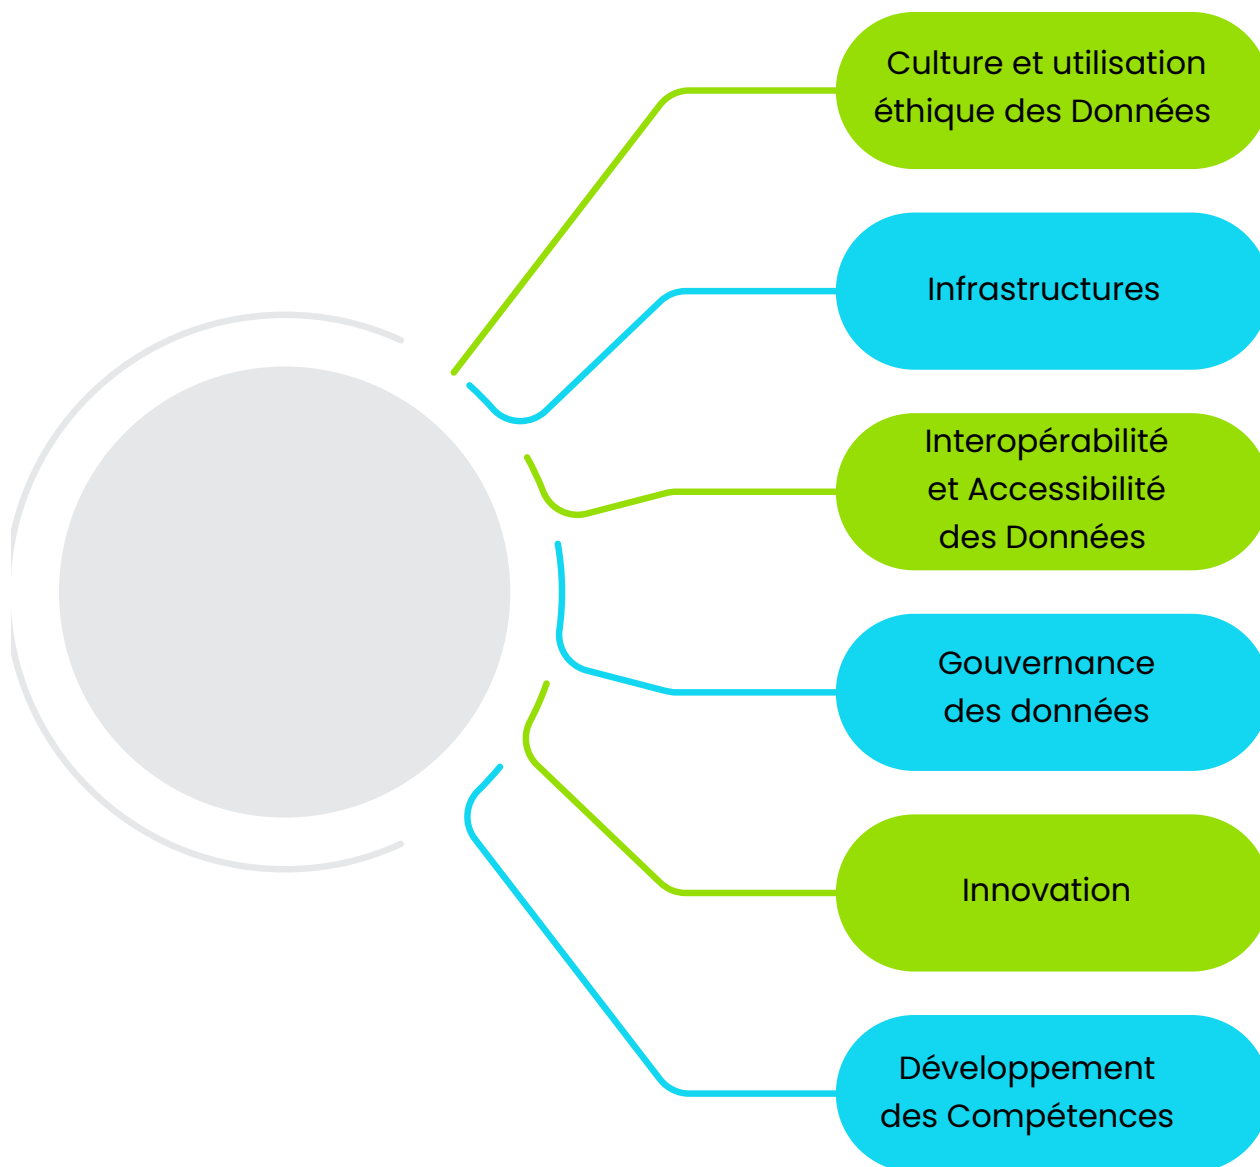 Culture et utilisation
éthique des Données
Infrastructures
Interopérabilité
et Accessibilité
des Données
Gouvernance
des données
Innovation
Développement
des Compétences